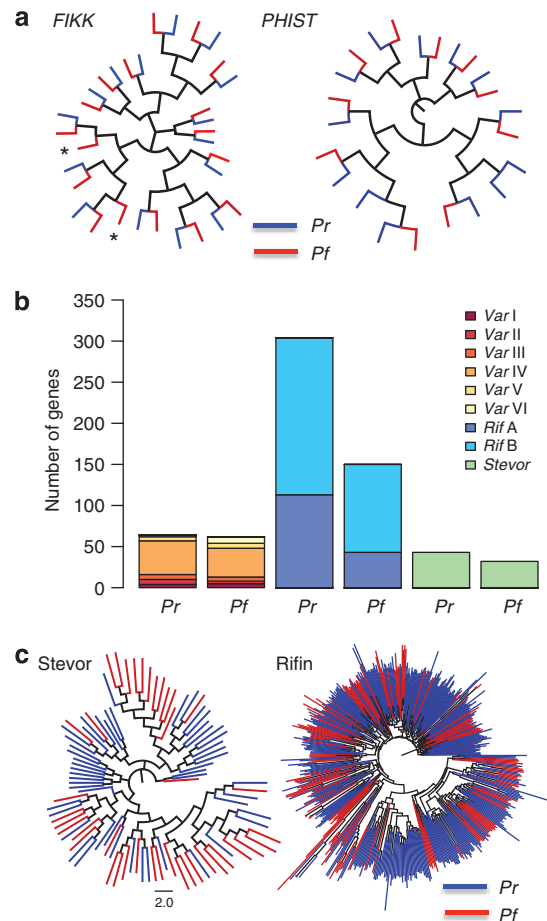 a
FIKK
PHIST
*
*
Pr
Pf
b
350
300
250
200
150
100
50
0
Number of genes
Var I
Var II
Var III
Var IV
Var V
Var VI
Rif A
Rif B
Stevor
Pr Pf Pr Pf Pr Pf
c
Stevor
Rifin
2.0
Pr
Pf